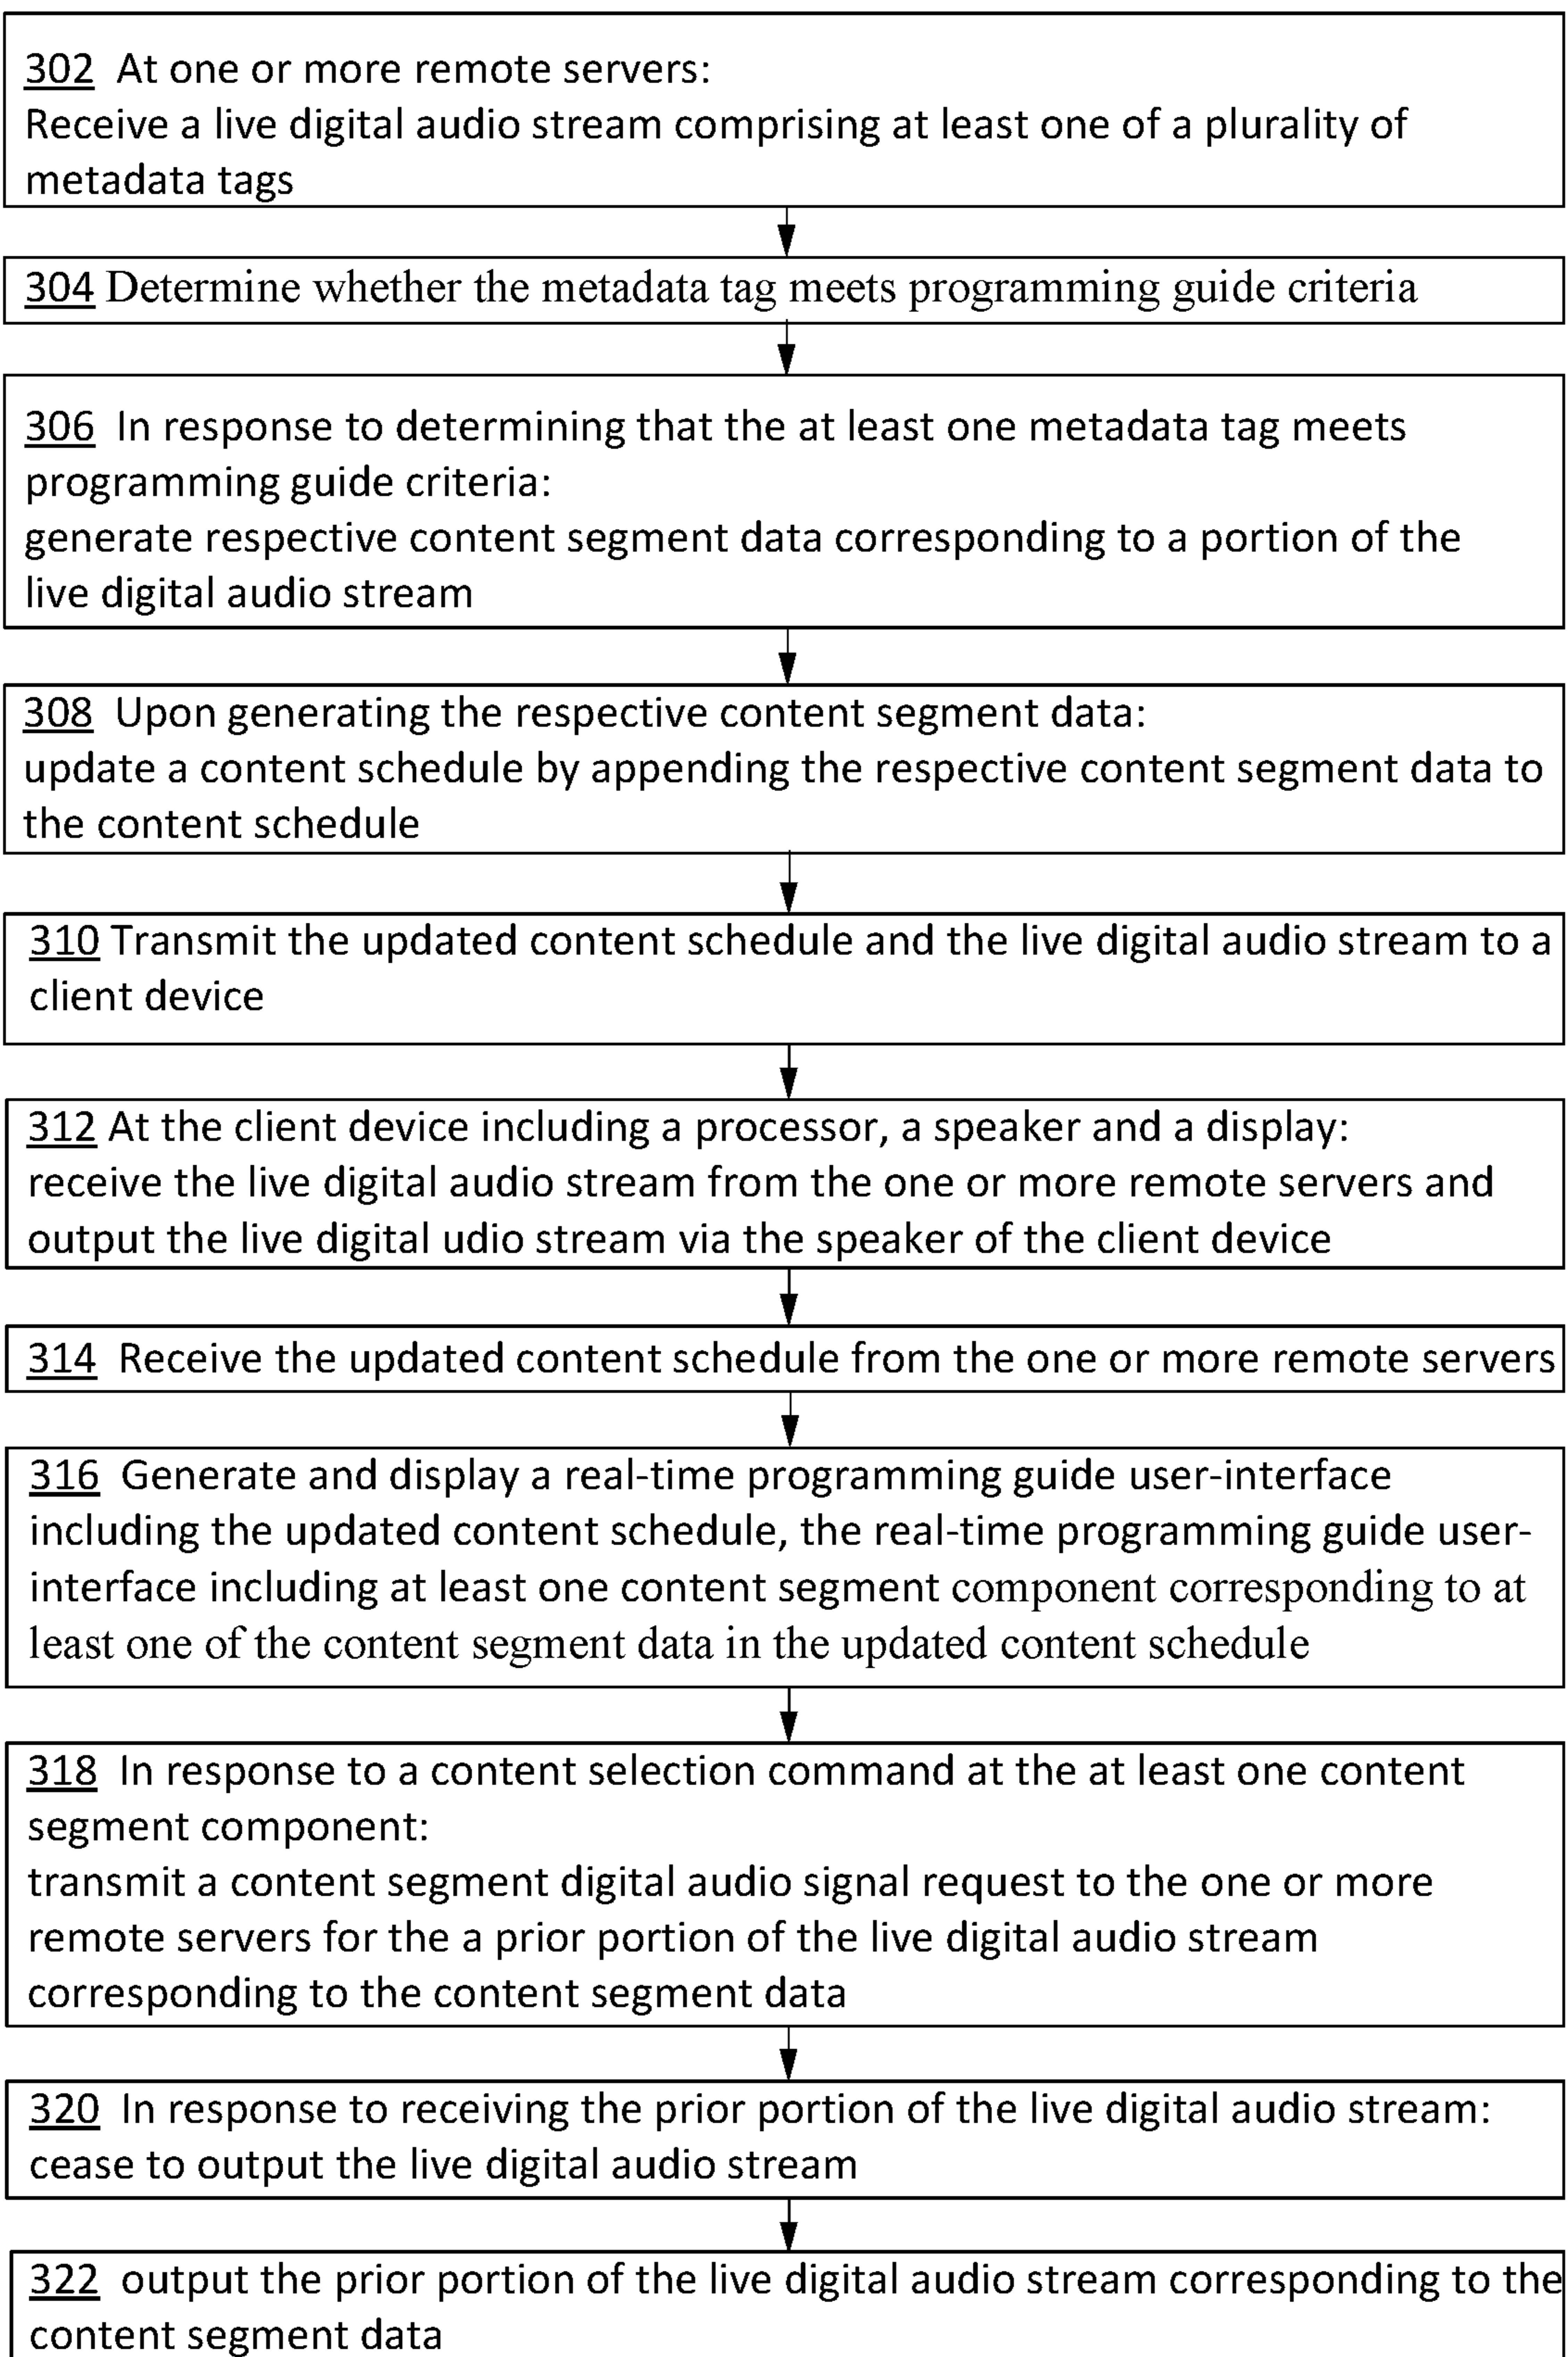 302 At one or more remote servers:
Receive a live digital audio stream comprising at least one of a plurality of
metadata tags
304 Determine whether the metadata tag meets programming guide criteria
306 In response to determining that the at least one metadata tag meets
programming guide criteria:
generate respective content segment data corresponding to a portion of the
live digital audio stream
308 Upon generating the respective content segment data:
update a content schedule by appending the respective content segment data to
the content schedule
310 Transmit the updated content schedule and the live digital audio stream to a
client device
312 At the client device including a processor, a speaker and a display:
receive the live digital audio stream from the one or more remote servers and
output the live digital udio stream via the speaker of the client device
314 Receive the updated content schedule from the one or more remote servers
316 Generate and display a real-time programming guide user-interface
including the updated content schedule, the real-time programming guide user-
interface including at least one content segment component corresponding to at
least one of the content segment data in the updated content schedule
318 In response to a content selection command at the at least one content
segment component:
transmit a content segment digital audio signal request to the one or more
remote servers for the a prior portion of the live digital audio stream
corresponding to the content segment data
320 In response to receiving the prior portion of the live digital audio stream:
cease to output the live digital audio stream
322 output the prior portion of the live digital audio stream corresponding to the
content segment data